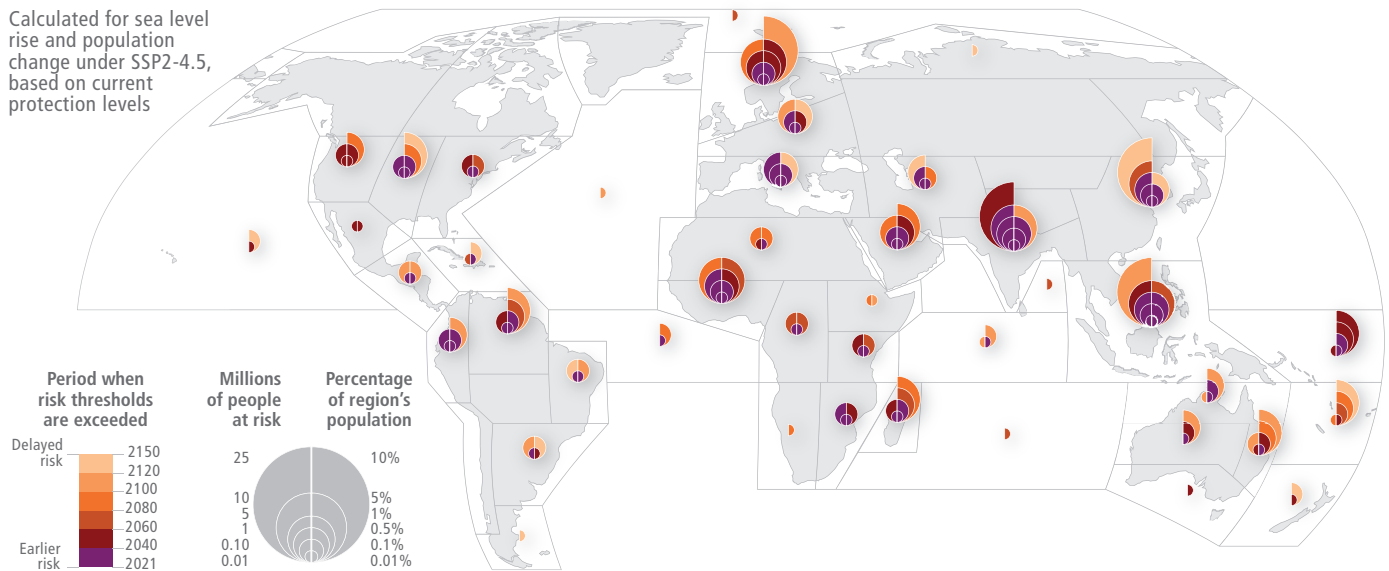 Calculated for sea level
rise and population
change under SSP2-4.5,
based on current
protection levels
Period when
risk thresholds
are exceeded
Delayed
risk
2150
2120
2100
2080
2060
2040
2021
Earlier
risk
Millions
of people
at risk
Percentage
of region's
population
25
10%
10
5%
5
1%
1
0.5%
0.10
0.1%
0.01
0.01%